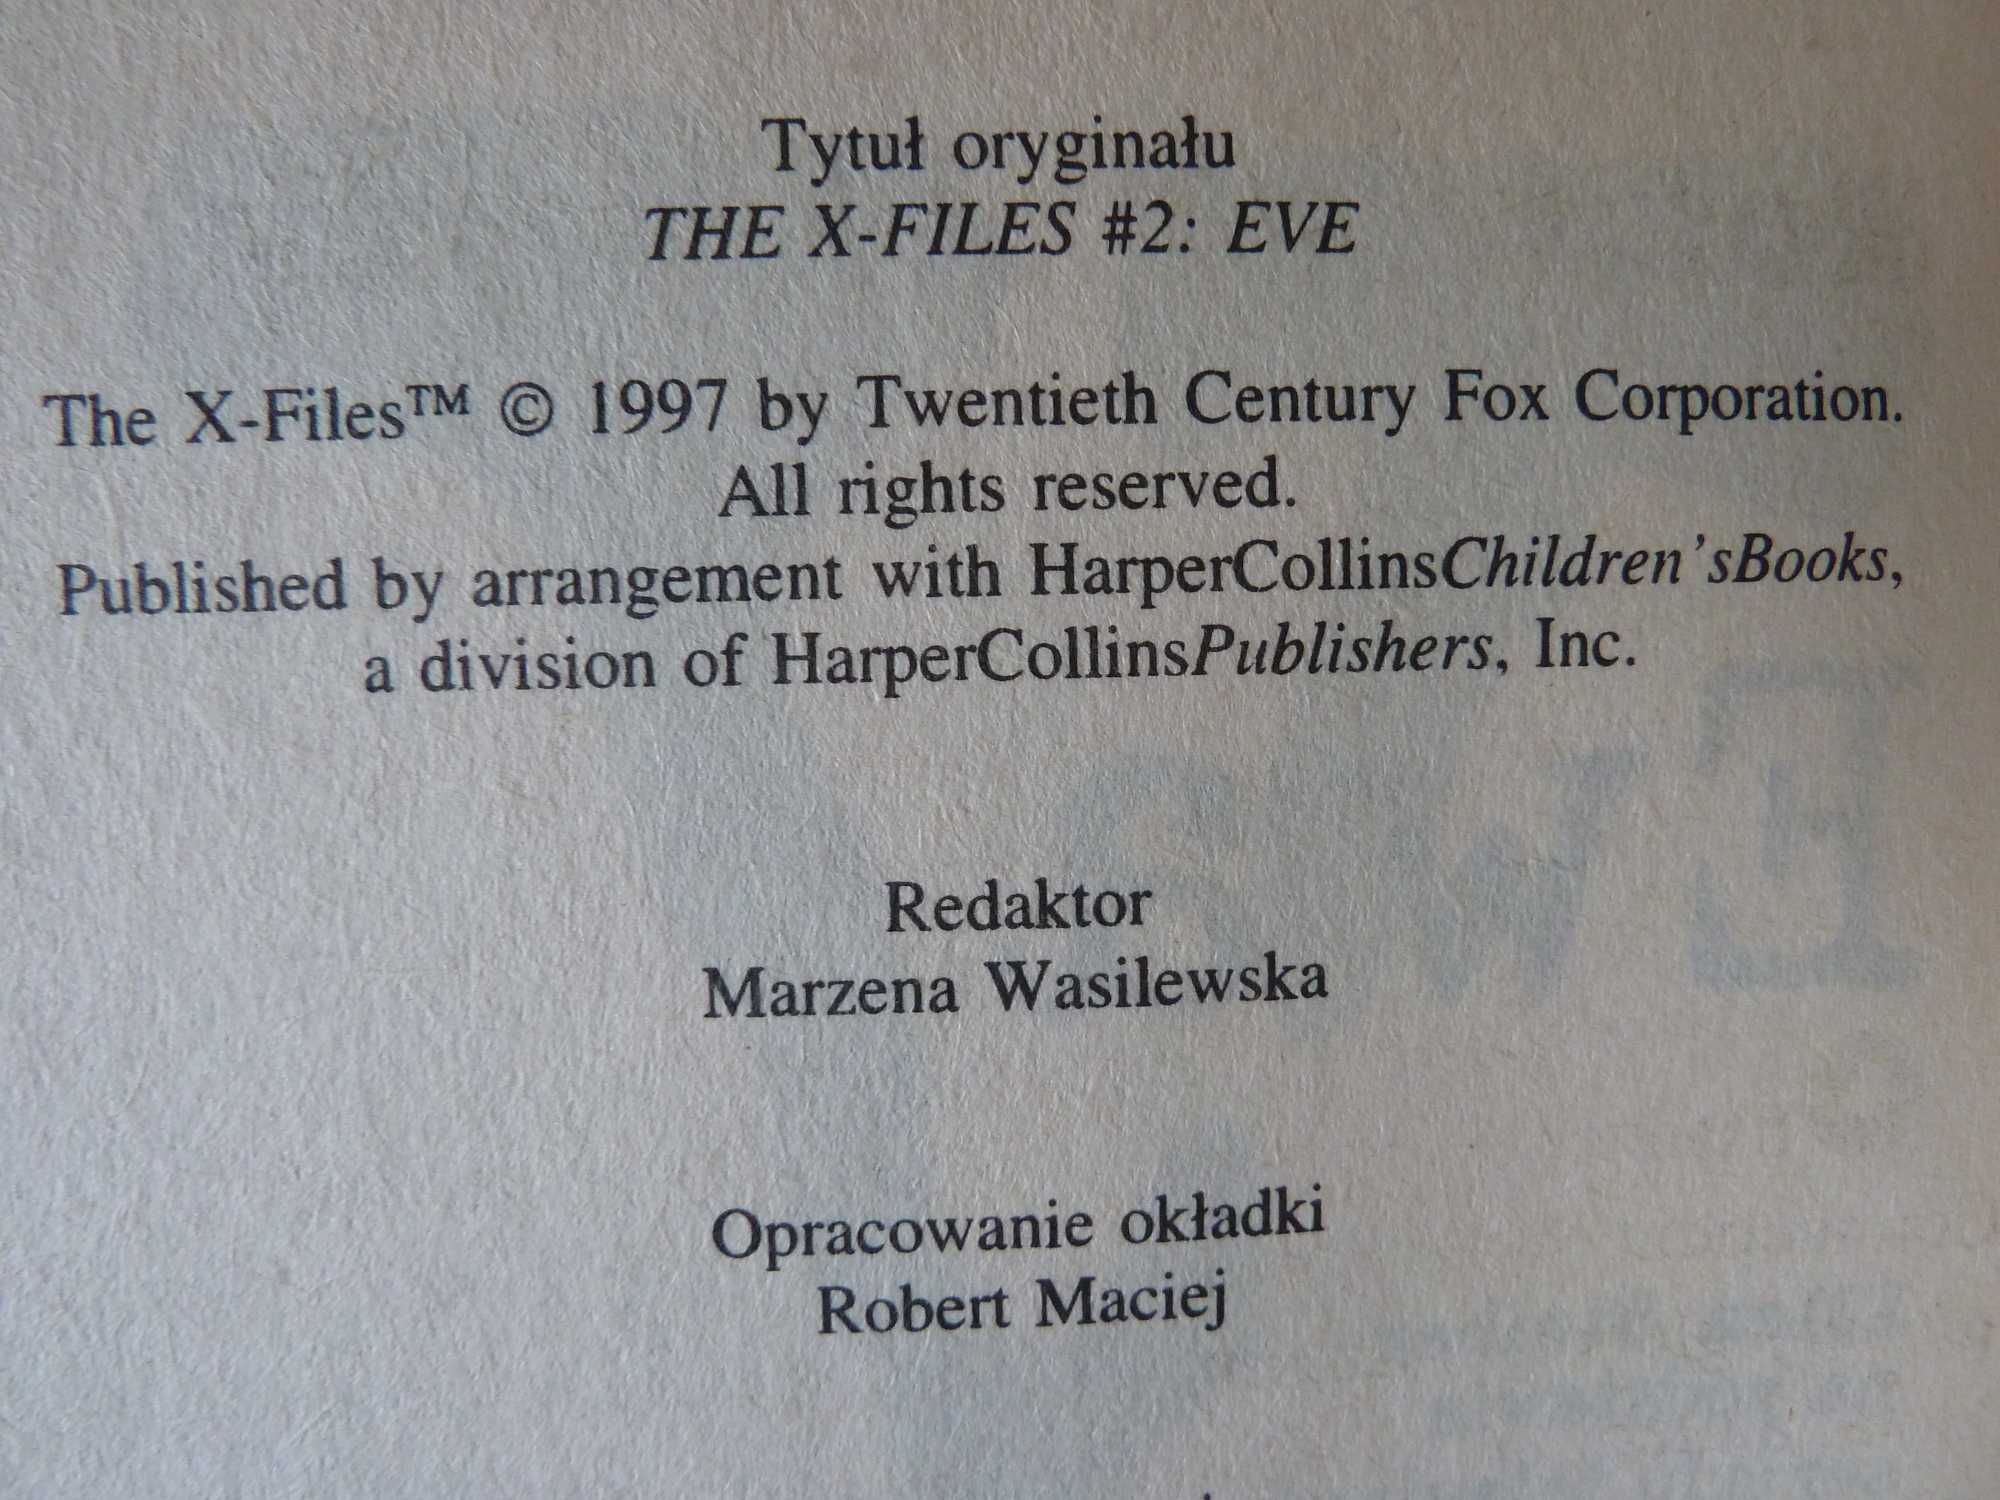 Tytuł oryginału
THE X-FILES #2: EVE
The X-Files™ © 1997 by Twentieth Century Fox Corporation.
All rights reserved.
Published by arrangement with HarperCollinsChildren'sBooks,
a division of HarperCollinsPublishers, Inc.
Redaktor
Marzena Wasilewska
Opracowanie okładki
Robert Maciej